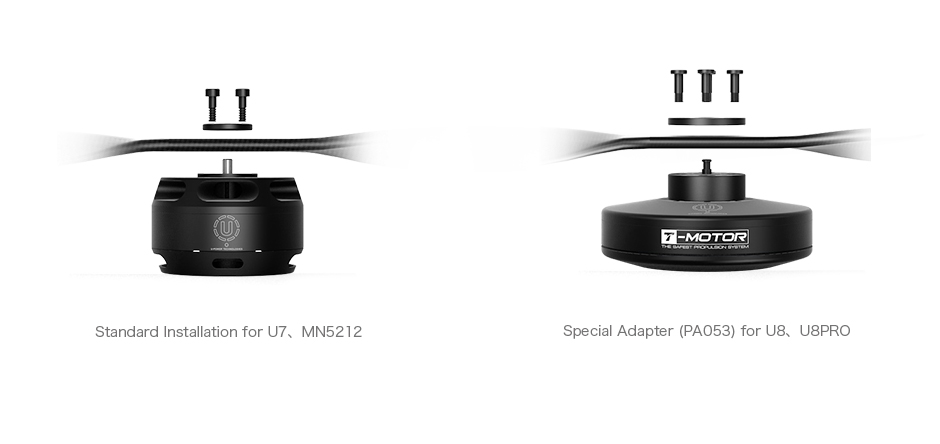 U
U
T-MOTOR
THE SAFEST PROPULSION SYSTEM
Standard Installation for U7、MN5212
Special Adapter (PA053) for U8、U8PRO